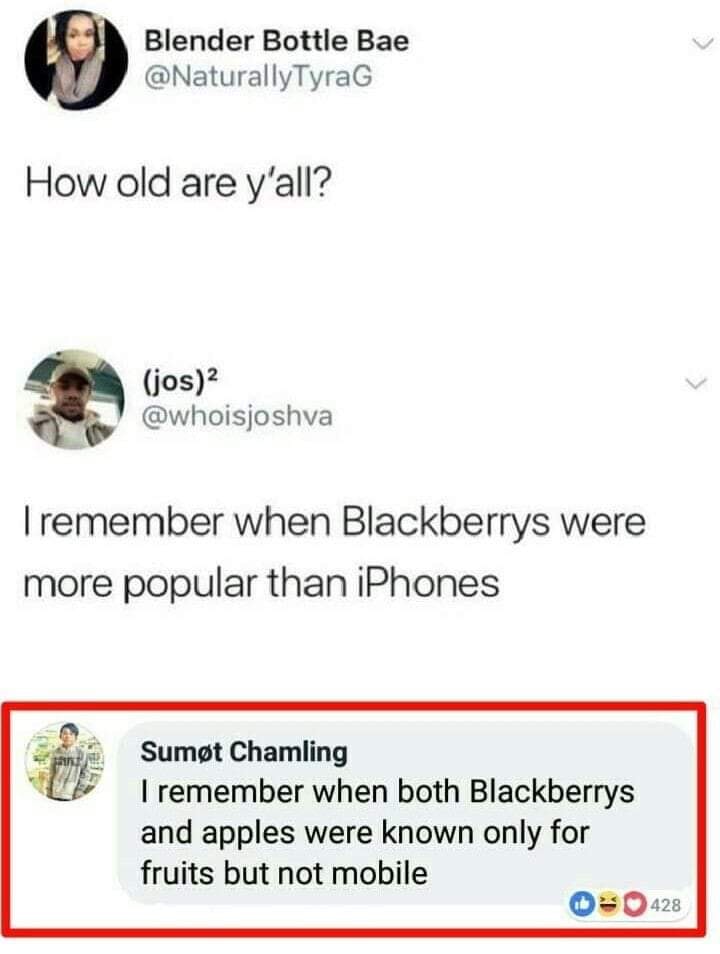 Blender Bottle Bae
@NaturallyTyraG
How old are y'all?
(jos)²
@whoisjoshva
I remember when Blackberrys were
more popular than iPhones
Sumøt Chamling
I remember when both Blackberrys
and apples were known only for
fruits but not mobile
428